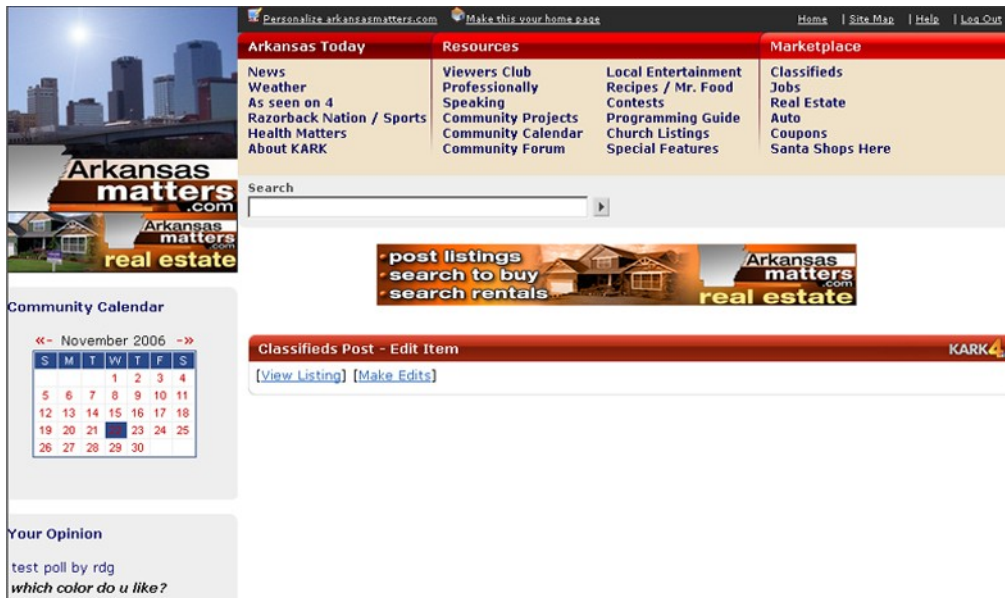 Personalize arkansasmatters.com Make this your home page Home | Site Map | Help | Log Out
Arkansas Today Resources Marketplace
News Viewers Club Local Entertainment Classifieds
Weather Professionally Recipes / Mr. Food Jobs
As seen on 4 Speaking Contests Real Estate
Razorback Nation / Sports Community Projects Programming Guide Auto
Health Matters Community Calendar Church Listings Coupons
About KARK Community Forum Special Features Santa Shops Here
Arkansas
matters
.com
Search
Arkansas
matters
.com
real estate
post listings
search to buy
search rentals
Arkansas
matters
.com
real estate
Community Calendar
«- November 2006 -»
S M T W T F S
1 2 3 4
5 6 7 8 9 10 11
12 13 14 15 16 17 18
19 20 21 22 23 24 25
26 27 28 29 30
Classifieds Post - Edit Item KARK4
[View Listing] [Make Edits]
Your Opinion
test poll by rdg
which color do u like?